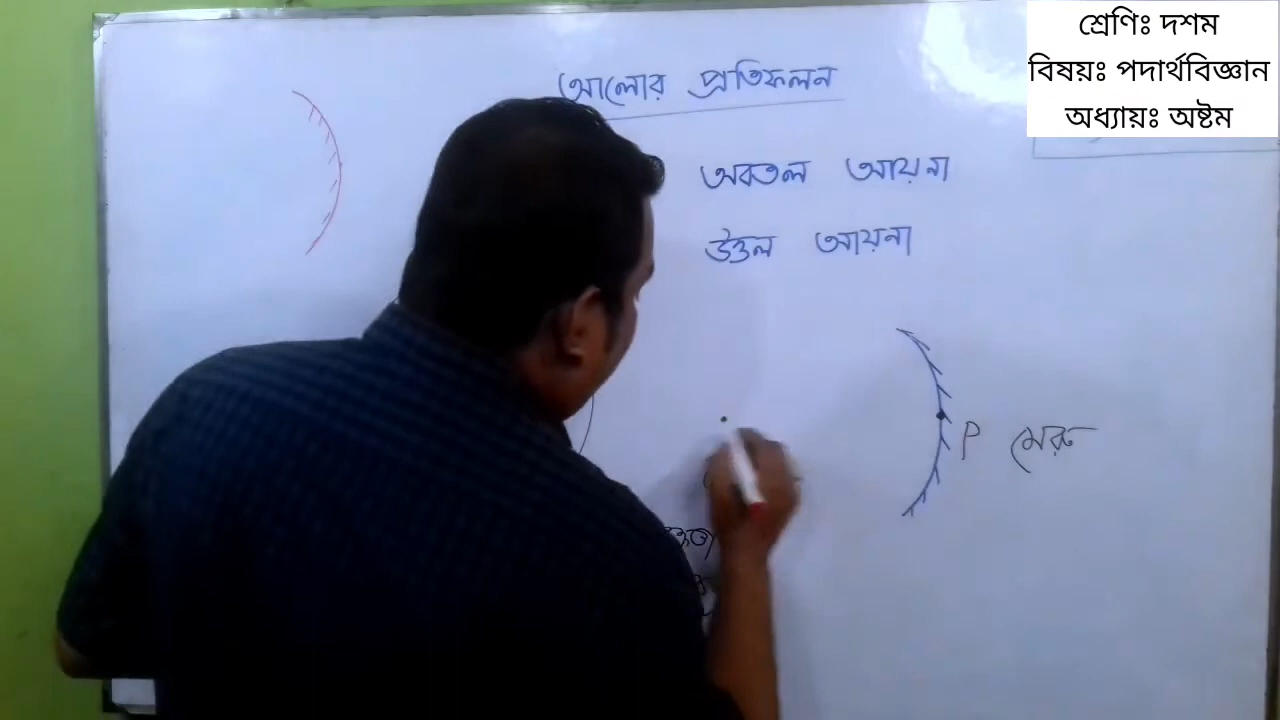 শ্রেণিঃ দশম
বিষয়ঃ পদার্থবিজ্ঞান
অধ্যায়ঃ অষ্টম
আলোর প্রতিফলন
অবতল আয়না
উত্তল আয়না
P মেরু